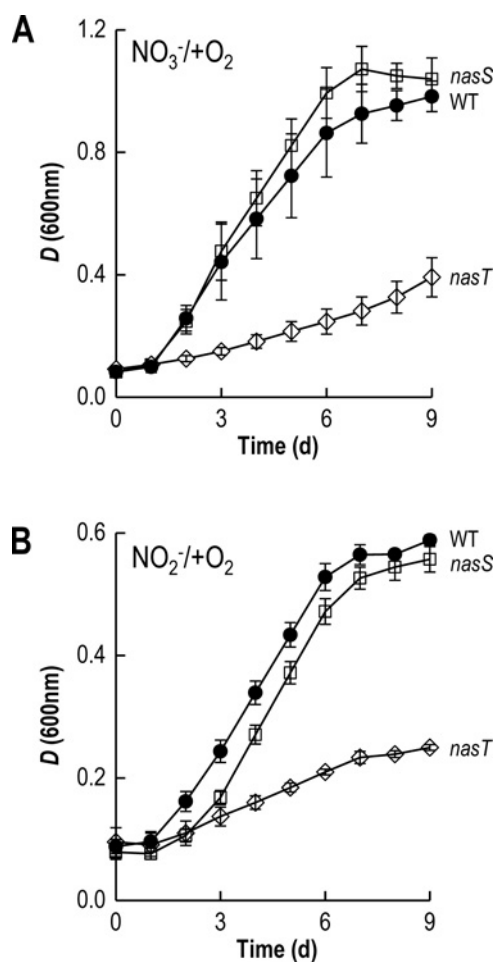 A
NO₃⁻/+O₂
1.2
0.8
0.4
0.0
D (600nm)
nasS
WT
nasT
0 3 6 9
Time (d)
B
NO₂⁻/+O₂
0.6
0.4
0.2
0.0
D (600nm)
WT
nasS
nasT
0 3 6 9
Time (d)